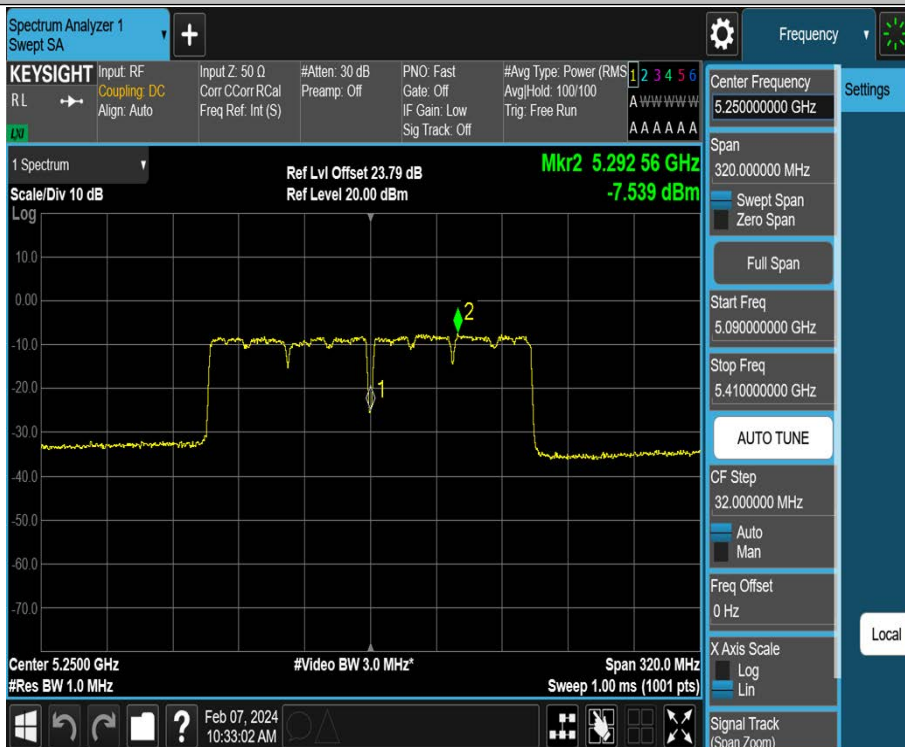 Spectrum Analyzer 1
Swept SA
+
Frequency
KEYSIGHT
RL
LXI
Input: RF
Coupling: DC
Align: Auto
Input Z: 50 Ω
Corr CCorr RCal
Freq Ref: Int (S)
#Atten: 30 dB
Preamp: Off
PNO: Fast
Gate: Off
IF Gain: Low
Sig Track: Off
#Avg Type: Power (RMS
Avg|Hold: 100/100
Trig: Free Run
1 2 3 4 5 6
A W W W W W
A A A A A A
1 Spectrum
Scale/Div 10 dB
Log
Ref Lvl Offset 23.79 dB
Ref Level 20.00 dBm
Mkr2 5.292 56 GHz
-7.539 dBm
10.0
0.00
-10.0
-20.0
-30.0
-40.0
-50.0
-60.0
-70.0
2
1
Center 5.2500 GHz
#Res BW 1.0 MHz
#Video BW 3.0 MHz*
Span 320.0 MHz
Sweep 1.00 ms (1001 pts)
Feb 07, 2024
10:33:02 AM
?
Center Frequency
5.250000000 GHz
Span
320.000000 MHz
Swept Span
Zero Span
Full Span
Start Freq
5.090000000 GHz
Stop Freq
5.410000000 GHz
AUTO TUNE
CF Step
32.000000 MHz
Auto
Man
Freq Offset
0 Hz
X Axis Scale
Log
Lin
Signal Track
(Span Zoom)
Settings
Local